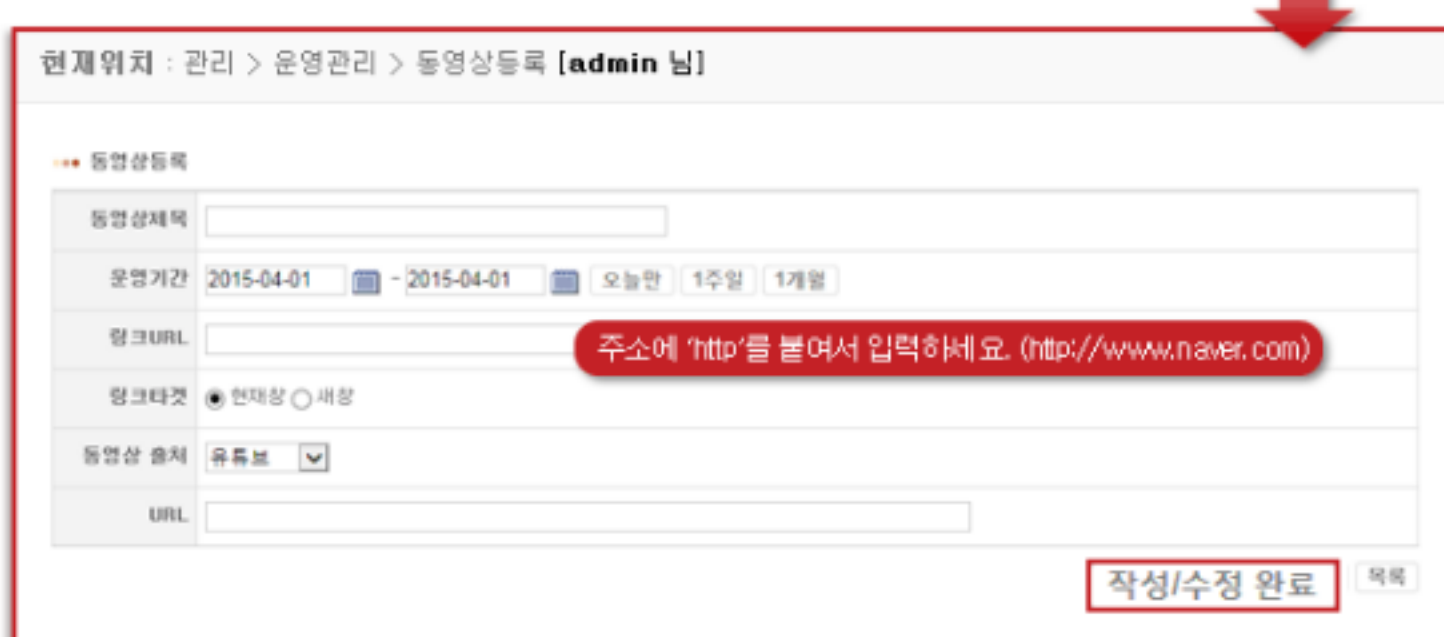 현재위치 : 관리 > 운영관리 > 동영상등록 [admin 님]
동영상등록
동영상제목
운영기간 2015-04-01 - 2015-04-01 오늘만 1주일 1개월
링크URL 주소에 'http'를 붙여서 입력하세요. (http://www.naver.com)
링크타겟 현재창 새창
동영상 출처 유튜브
URL
작성/수정 완료 목록